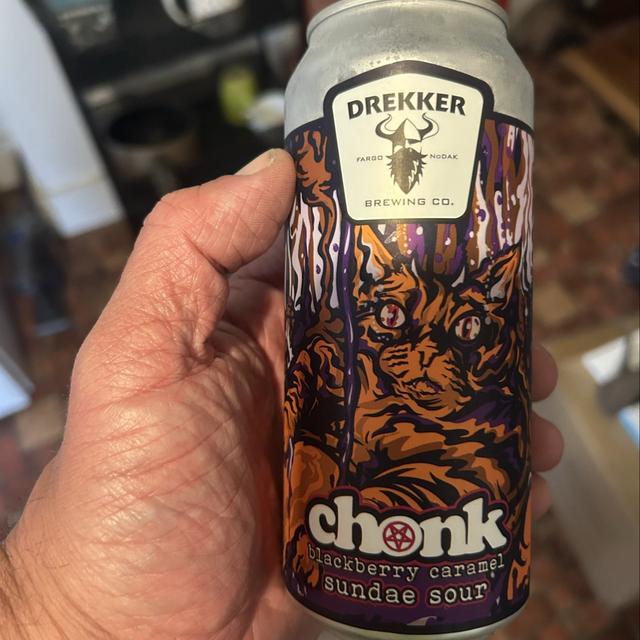 DREKKER
FARGO NoDAK
BREWING CO.
chonk
blackberry caramel
sundae sour